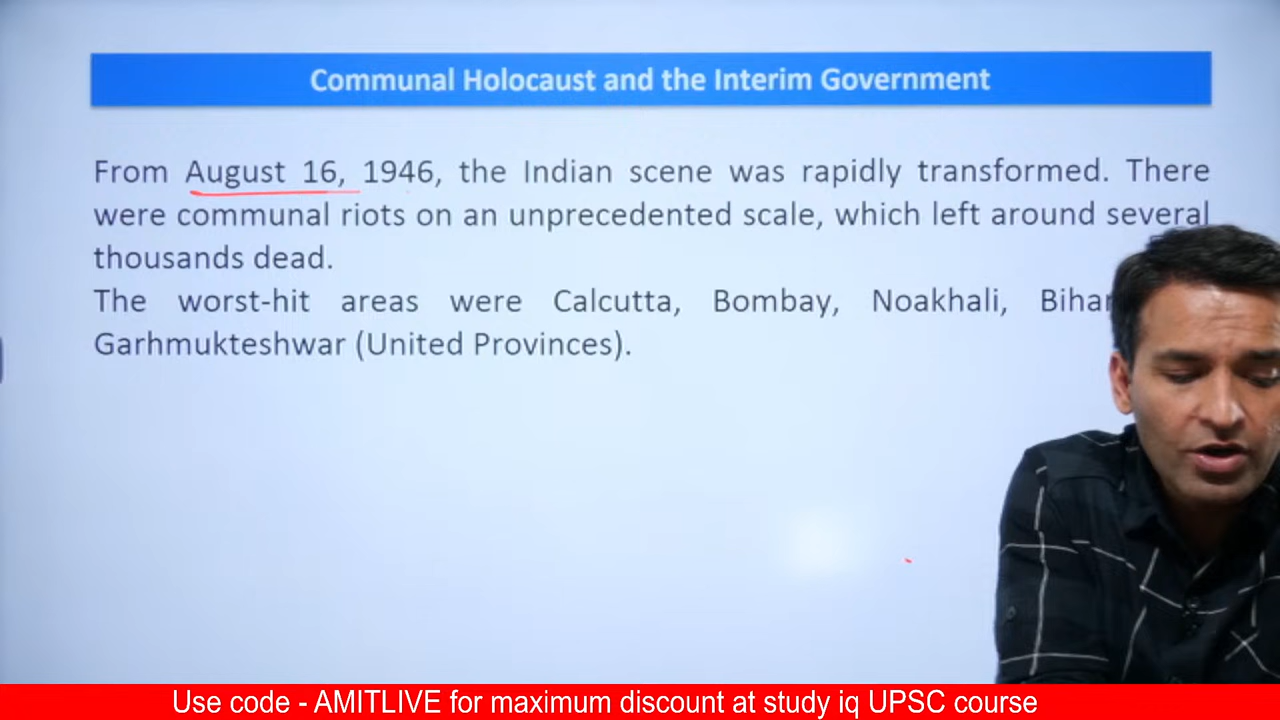 Communal Holocaust and the Interim Government
From August 16, 1946, the Indian scene was rapidly transformed. There
were communal riots on an unprecedented scale, which left around several
thousands dead.
The worst-hit areas were Calcutta, Bombay, Noakhali, Bihar
Garhmukteshwar (United Provinces).
Use code - AMITLIVE for maximum discount at study iq UPSC course